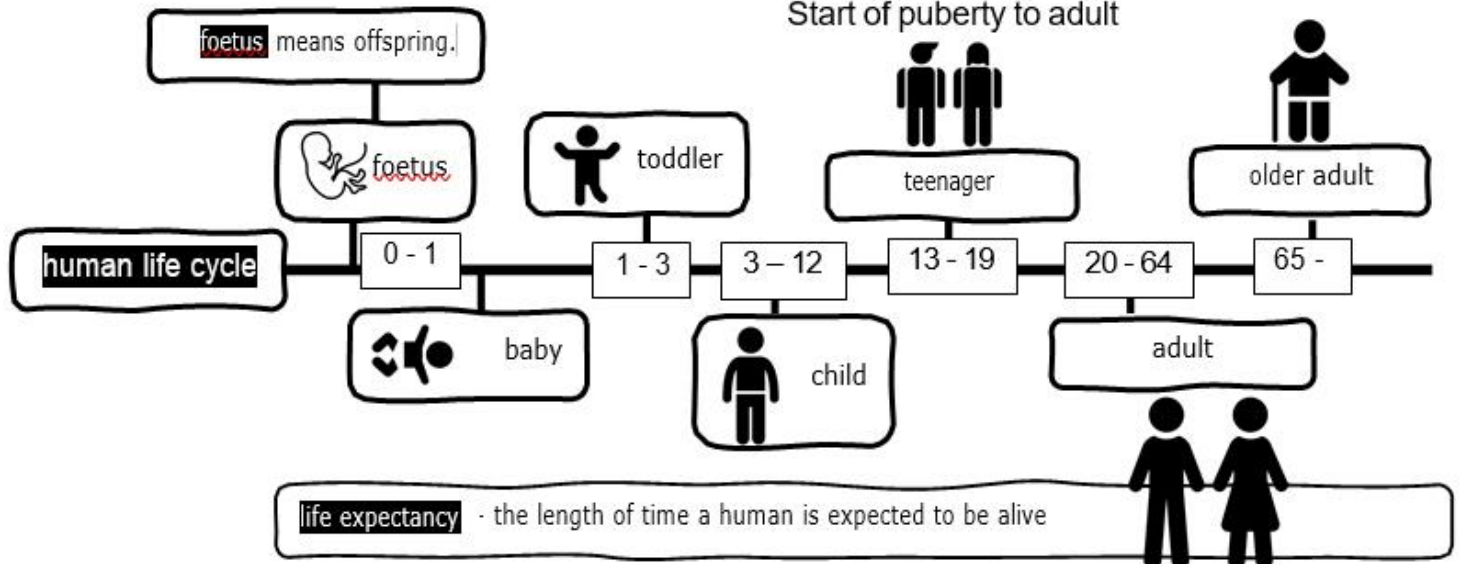 Start of puberty to adult
foetus means offspring.
foetus
toddler
teenager
older adult
human life cycle
0 - 1
1 - 3
3 – 12
13 - 19
20 - 64
65 -
baby
child
adult
life expectancy - the length of time a human is expected to be alive